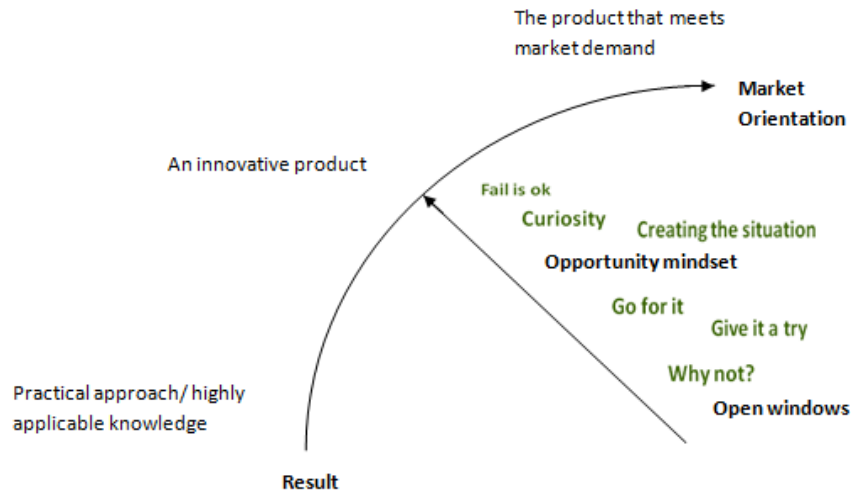 The product that meets
market demand
Market
Orientation
An innovative product
Fail is ok
Curiosity
Creating the situation
Opportunity mindset
Go for it
Give it a try
Why not?
Practical approach/ highly
applicable knowledge
Open windows
Result